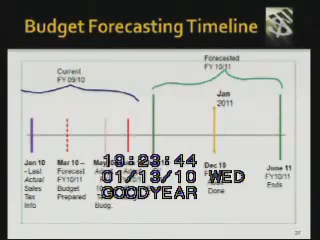 Budget Forecasting Timeline
Current
FY 09/10
Forecasted
FY 10/11
Jan
2011
Jan 10
- Last
Actual
Sales
Tax
Info
Mar 10 –
Forecast
FY10/11
Budget
Prepared
May
Budg.
Dec 10
Done
June 11
FY10/11
Ends
19:23:44
01/13/10 WED
GOODYEAR